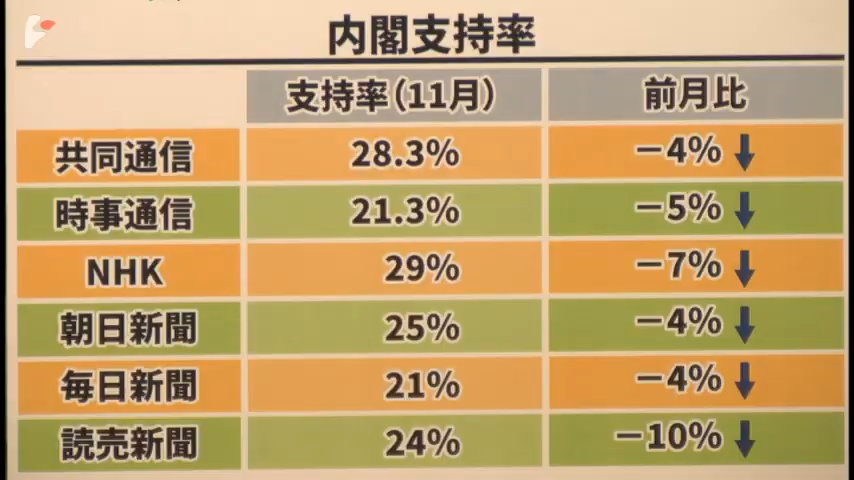 内閣支持率
支持率(11月) 前月比
共同通信 28.3% -4% ↓
時事通信 21.3% -5% ↓
NHK 29% -7% ↓
朝日新聞 25% -4% ↓
毎日新聞 21% -4% ↓
読売新聞 24% -10% ↓